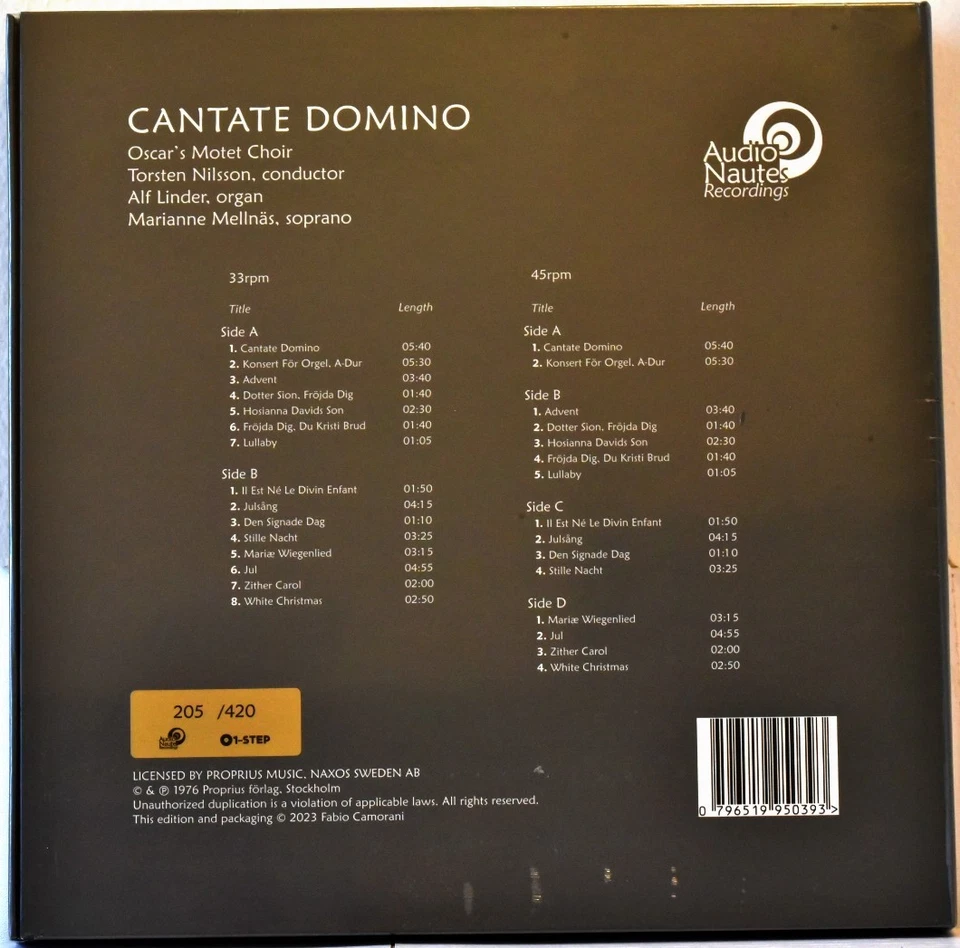 CANTATE DOMINO
Oscar's Motet Choir
Torsten Nilsson, conductor
Alf Linder, organ
Marianne Mellnäs, soprano
Audio
Nautes
Recordings
33rpm
Title Length
Side A
1. Cantate Domino 05:40
2. Konsert För Orgel, A-Dur 05:30
3. Advent 03:40
4. Dotter Sion, Fröjda Dig 01:40
5. Hosianna Davids Son 02:30
6. Fröjda Dig, Du Kristi Brud 01:40
7. Lullaby 01:05
Side B
1. Il Est Né Le Divin Enfant 01:50
2. Julsång 04:15
3. Den Signade Dag 01:10
4. Stille Nacht 03:25
5. Mariæ Wiegenlied 03:15
6. Jul 04:55
7. Zither Carol 02:00
8. White Christmas 02:50
45rpm
Title Length
Side A
1. Cantate Domino 05:40
2. Konsert För Orgel, A-Dur 05:30
Side B
1. Advent 03:40
2. Dotter Sion, Fröjda Dig 01:40
3. Hosianna Davids Son 02:30
4. Fröjda Dig, Du Kristi Brud 01:40
5. Lullaby 01:05
Side C
1. Il Est Né Le Divin Enfant 01:50
2. Julsång 04:15
3. Den Signade Dag 01:10
4. Stille Nacht 03:25
Side D
1. Mariæ Wiegenlied 03:15
2. Jul 04:55
3. Zither Carol 02:00
4. White Christmas 02:50
205 /420
Audio
Nautes
Recordings
1-STEP
LICENSED BY PROPRIUS MUSIC, NAXOS SWEDEN AB
© & ℗ 1976 Proprius förlag, Stockholm
Unauthorized duplication is a violation of applicable laws. All rights reserved.
This edition and packaging © 2023 Fabio Camorani
0 796519 950393 >